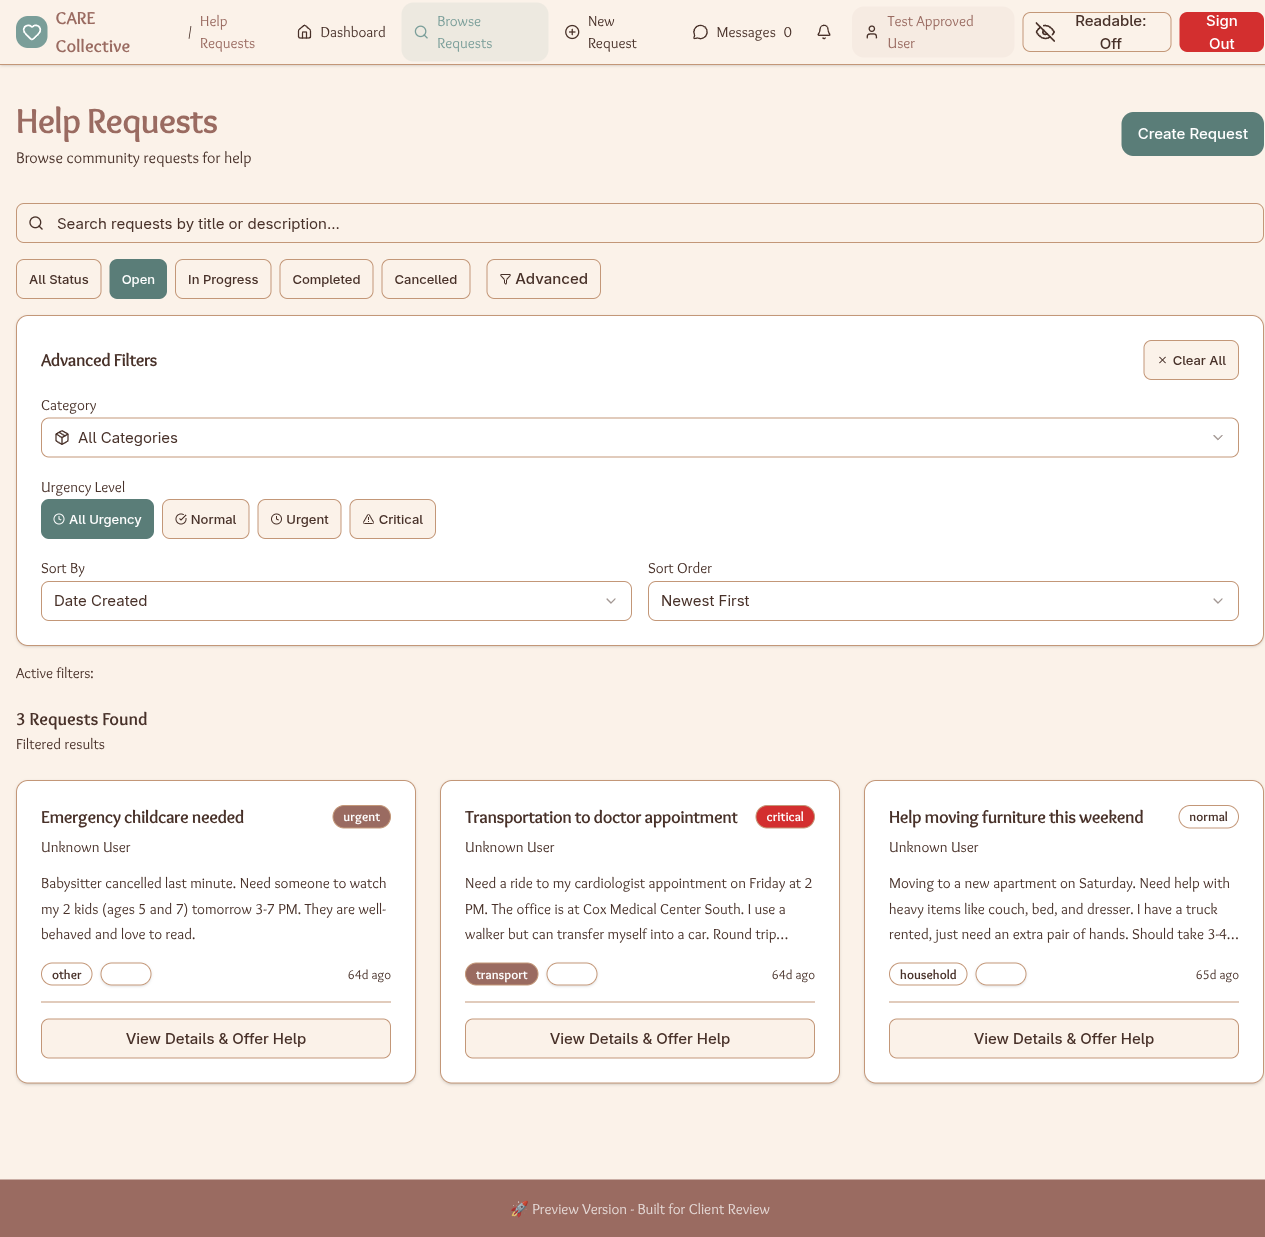 CARE
Collective
/
Help
Requests
Dashboard
Browse
Requests
New
Request
Messages 0
Test Approved
User
Readable:
Off
Sign
Out
Help Requests
Browse community requests for help
Create Request
Search requests by title or description...
All Status
Open
In Progress
Completed
Cancelled
Advanced
Advanced Filters
Clear All
Category
All Categories
Urgency Level
All Urgency
Normal
Urgent
Critical
Sort By
Sort Order
Date Created
Newest First
Active filters:
3 Requests Found
Filtered results
Emergency childcare needed
urgent
Unknown User
Babysitter cancelled last minute. Need someone to watch
my 2 kids (ages 5 and 7) tomorrow 3-7 PM. They are well-
behaved and love to read.
other
64d ago
View Details & Offer Help
Transportation to doctor appointment
critical
Unknown User
Need a ride to my cardiologist appointment on Friday at 2
PM. The office is at Cox Medical Center South. I use a
walker but can transfer myself into a car. Round trip...
transport
64d ago
View Details & Offer Help
Help moving furniture this weekend
normal
Unknown User
Moving to a new apartment on Saturday. Need help with
heavy items like couch, bed, and dresser. I have a truck
rented, just need an extra pair of hands. Should take 3-4...
household
65d ago
View Details & Offer Help
🚀 Preview Version - Built for Client Review